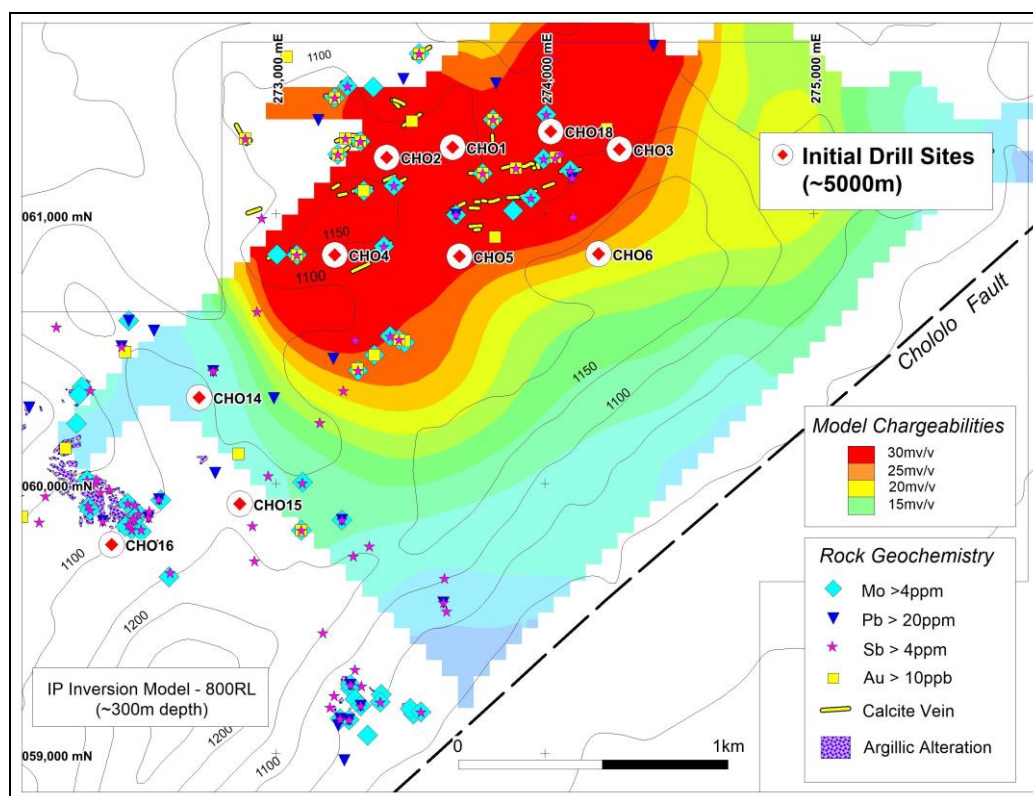 1100
273,000 mE
274,000 mE
275,000 mE
CHO18
CHO1
CHO2
CHO3
Initial Drill Sites
(~5000m)
061,000 mN
1150
1100
CHO4
CHO5
CHO6
Chololo Fault
1150
1100
CHO14
Model Chargeabilities
30mv/v
25mv/v
20mv/v
15mv/v
060,000 mN
CHO15
CHO16
1100
1200
Rock Geochemistry
Mo >4ppm
Pb > 20ppm
Sb > 4ppm
Au > 10ppb
Calcite Vein
Argillic Alteration
IP Inversion Model - 800RL
(~300m depth)
1200
1100
059,000 mN
0
1km